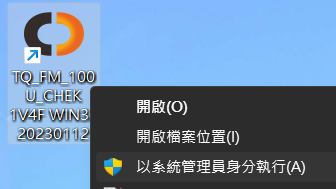 TQ_FM_100
U_CHEK
1V4F WIN3
20230112
開啟(O)
開啟檔案位置(I)
以系統管理員身分執行(A)